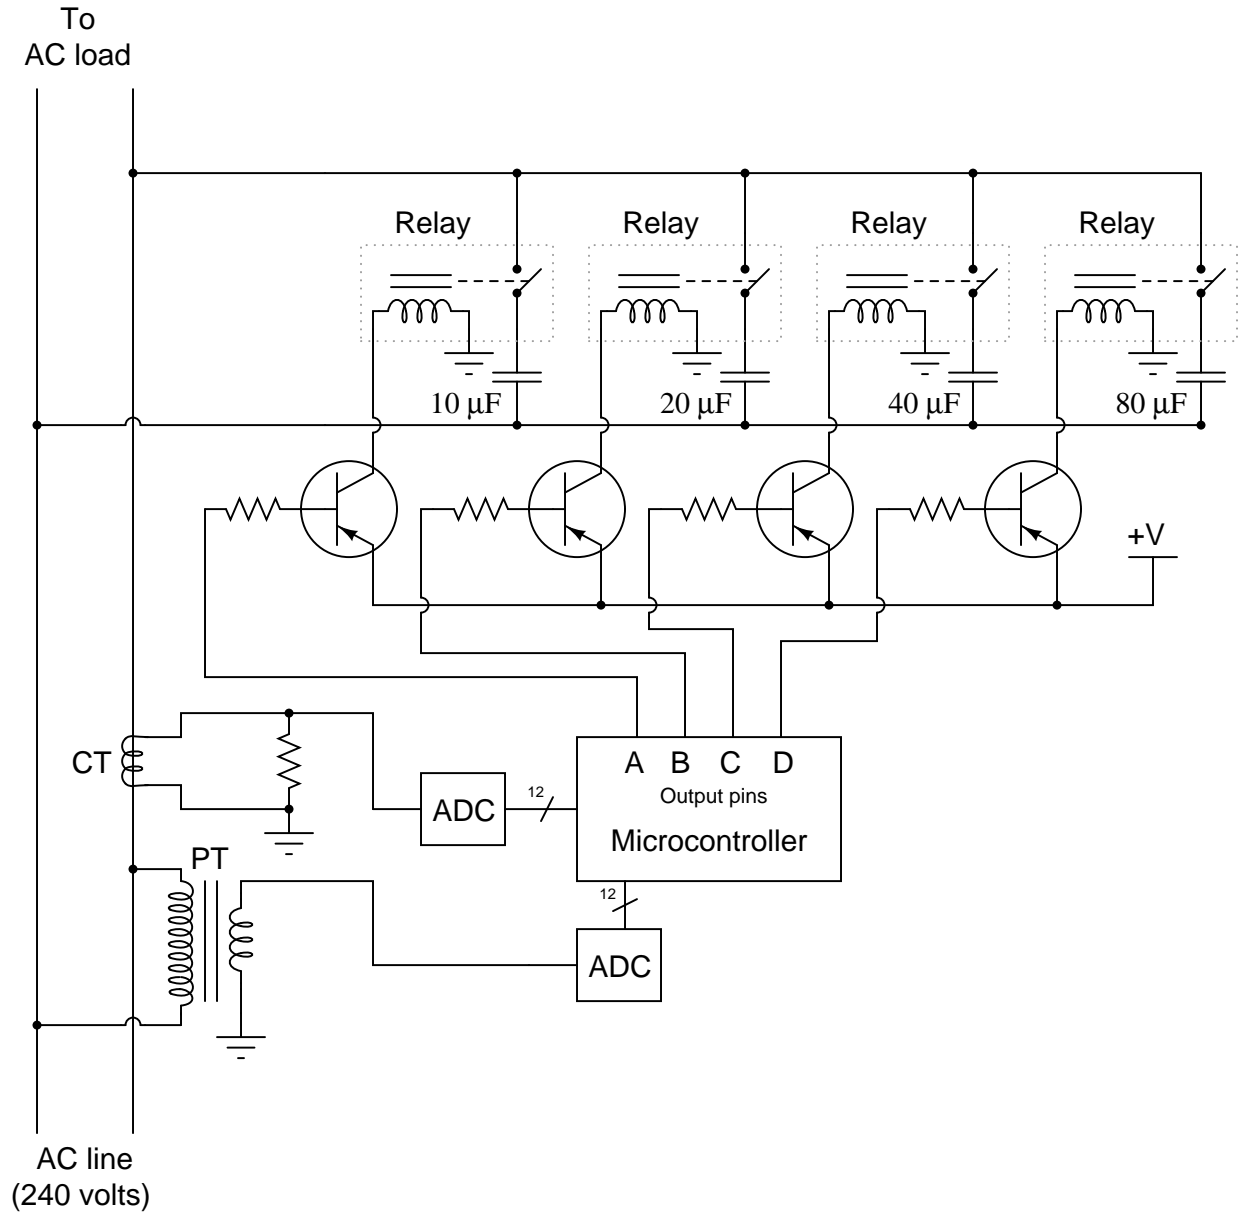 To
AC load
Relay
Relay
Relay
Relay
10 μF
20 μF
40 μF
80 μF
+V
CT
A B C D
Output pins
Microcontroller
ADC
12
PT
12
ADC
AC line
(240 volts)